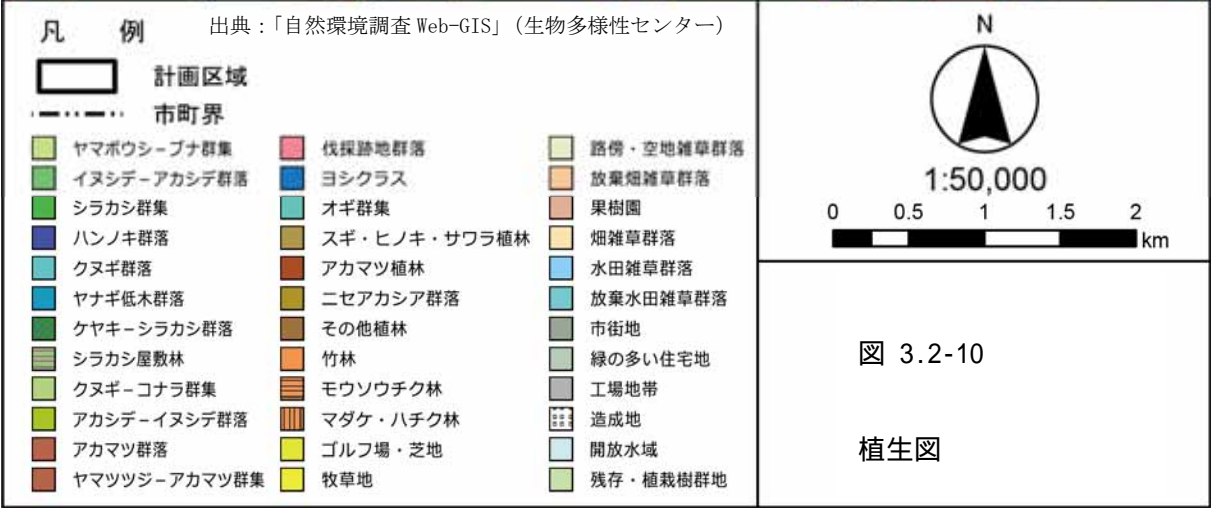 凡 例
出典：「自然環境調査 Web-GIS」（生物多様性センター）
計画区域
市町界
ヤマボウシ－ブナ群集
イヌシデ－アカシデ群落
シラカシ群集
ハンノキ群落
クヌギ群落
ヤナギ低木群落
ケヤキ－シラカシ群落
シラカシ屋敷林
クヌギ－コナラ群集
アカシデ－イヌシデ群落
アカマツ群落
ヤマツツジ－アカマツ群集
伐採跡地群落
ヨシクラス
オギ群集
スギ・ヒノキ・サワラ植林
アカマツ植林
ニセアカシア群落
その他植林
竹林
モウソウチク林
マダケ・ハチク林
ゴルフ場・芝地
牧草地
路傍・空地雑草群落
放棄畑雑草群落
果樹園
畑雑草群落
水田雑草群落
放棄水田雑草群落
市街地
緑の多い住宅地
工場地帯
造成地
開放水域
残存・植栽樹群地
N
1:50,000
0 0.5 1 1.5 2
km
図 3.2-10
植生図